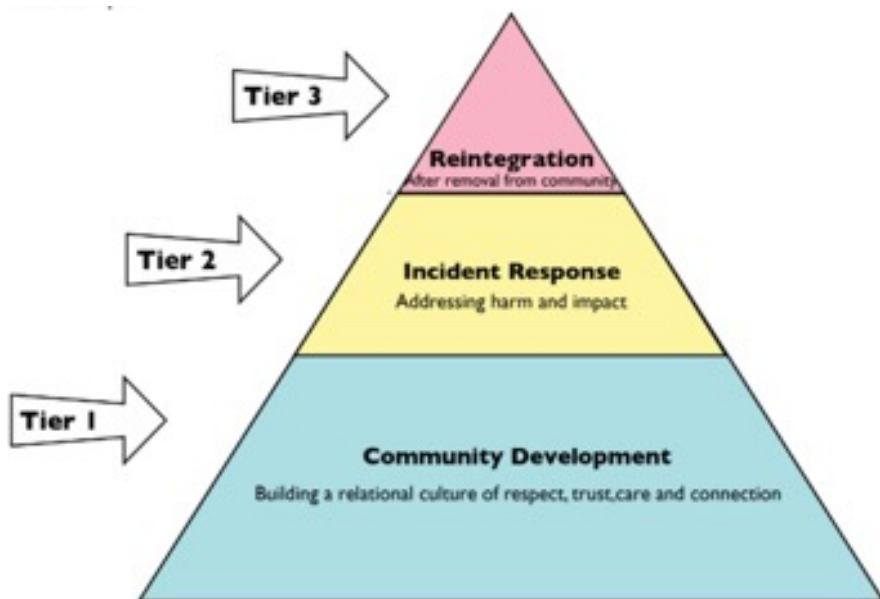 Tier 3
Reintegration
After removal from community
Tier 2
Incident Response
Addressing harm and impact
Tier 1
Community Development
Building a relational culture of respect, trust,care and connection